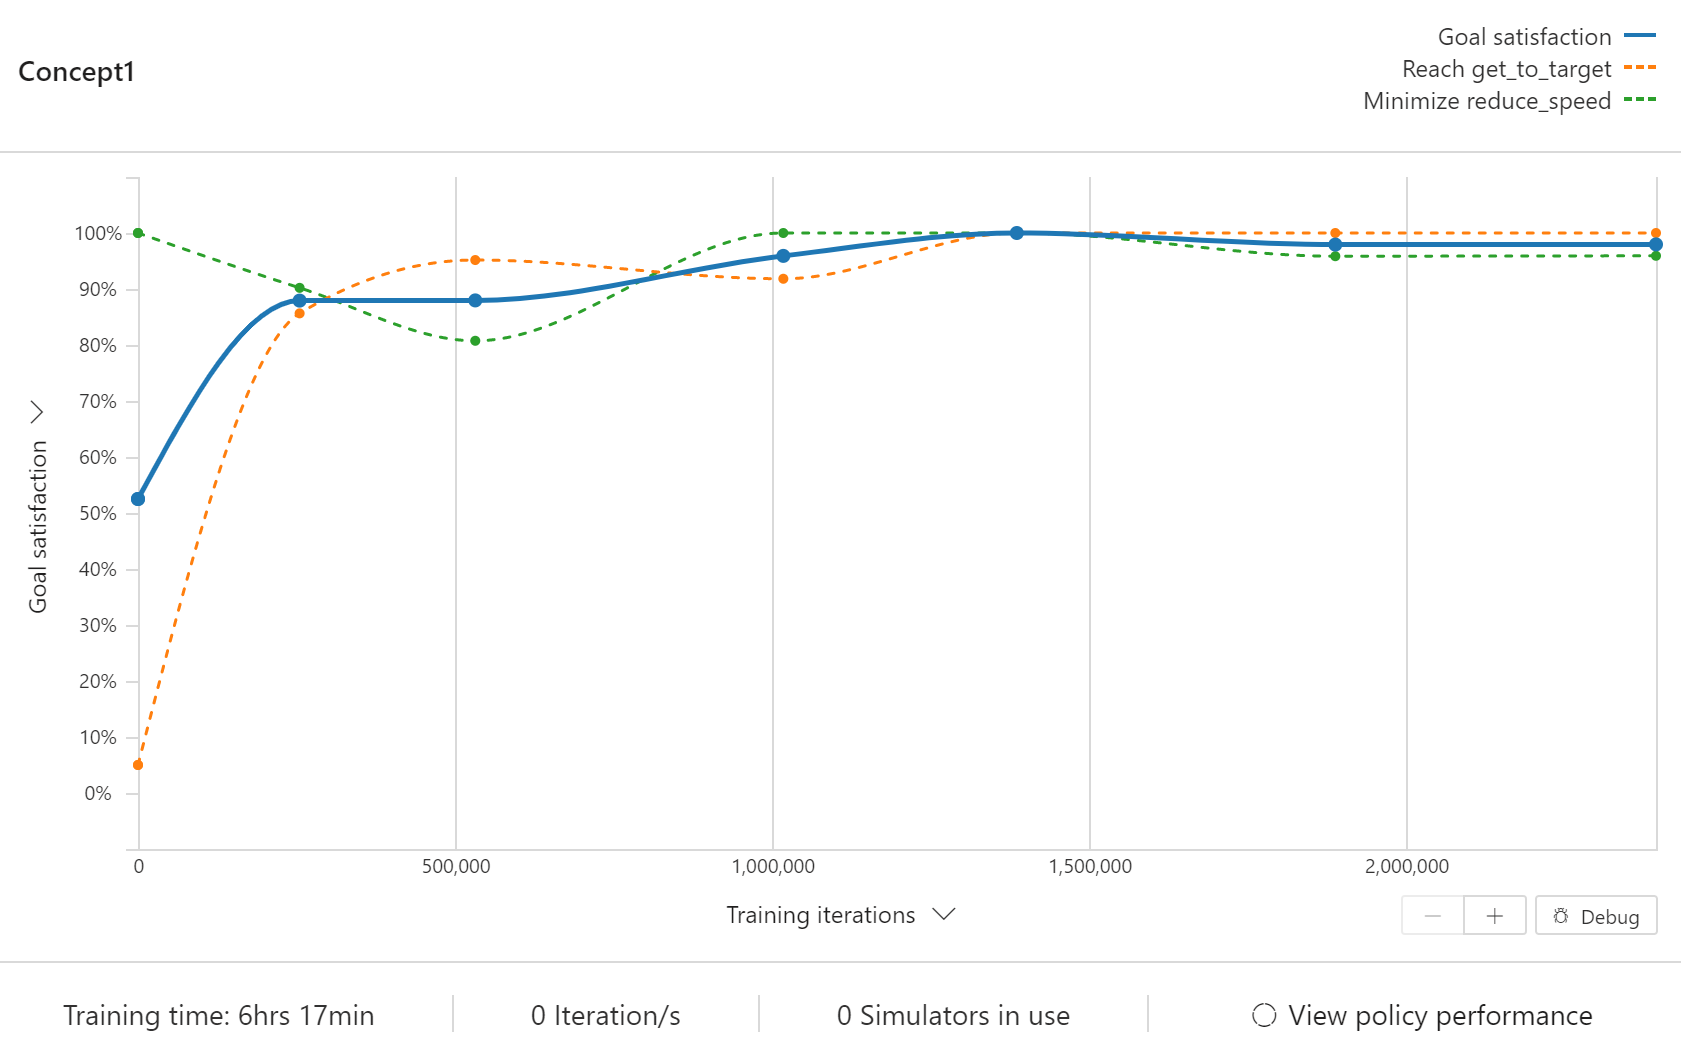 Concept1
Goal satisfaction
Reach get_to_target
Minimize reduce_speed
Goal satisfaction
100%
90%
80%
70%
60%
50%
40%
30%
20%
10%
0%
0
500,000
1,000,000
1,500,000
2,000,000
Training iterations
Debug
Training time: 6hrs 17min
0 Iteration/s
0 Simulators in use
View policy performance